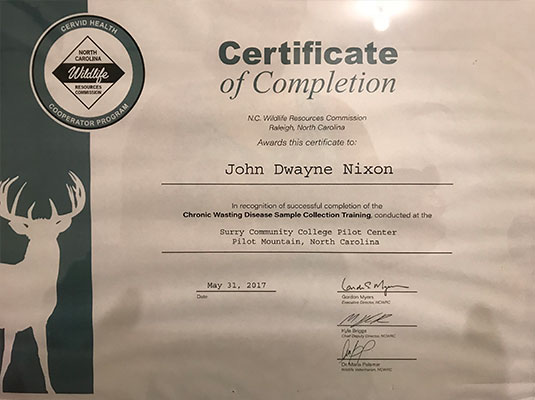 CERVID HEALTH
NORTH CAROLINA
Wildlife
RESOURCES COMMISSION
COOPERATOR PROGRAM
Certificate
of Completion
N.C. Wildlife Resources Commission
Raleigh, North Carolina
Awards this certificate to:
John Dwayne Nixon
In recognition of successful completion of the
Chronic Wasting Disease Sample Collection Training, conducted at the
Surry Community College Pilot Center
Pilot Mountain, North Carolina
May 31, 2017
Date
Gordon Myers
Executive Director, NCWRC
Kyle Briggs
Chief Deputy Director, NCWRC
Dr. Maria Palamar
Wildlife Veterinarian, NCWRC